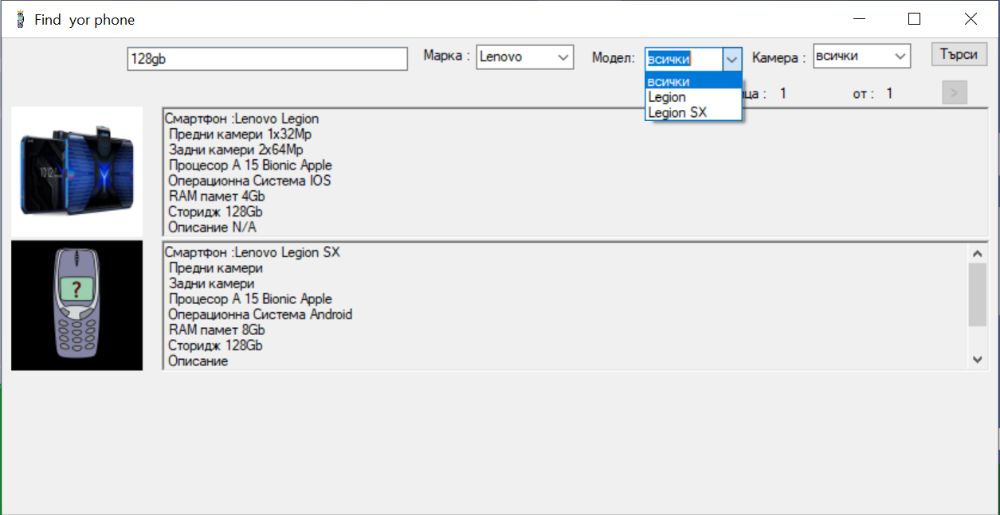 Find yor phone
128gb
Марка :
Lenovo
Модел:
всички
Камера :
всички
Търси
всички
Legion
Legion SX
1
от :
1
>
Смартфон :Lenovo Legion
Предни камери 1x32Mp
Задни камери 2x64Mp
Процесор A 15 Bionic Apple
Операционна Система IOS
RAM памет 4Gb
Сторидж 128Gb
Описание N/A
?
Смартфон :Lenovo Legion SX
Предни камери
Задни камери
Процесор A 15 Bionic Apple
Операционна Система Android
RAM памет 8Gb
Сторидж 128Gb
Описание